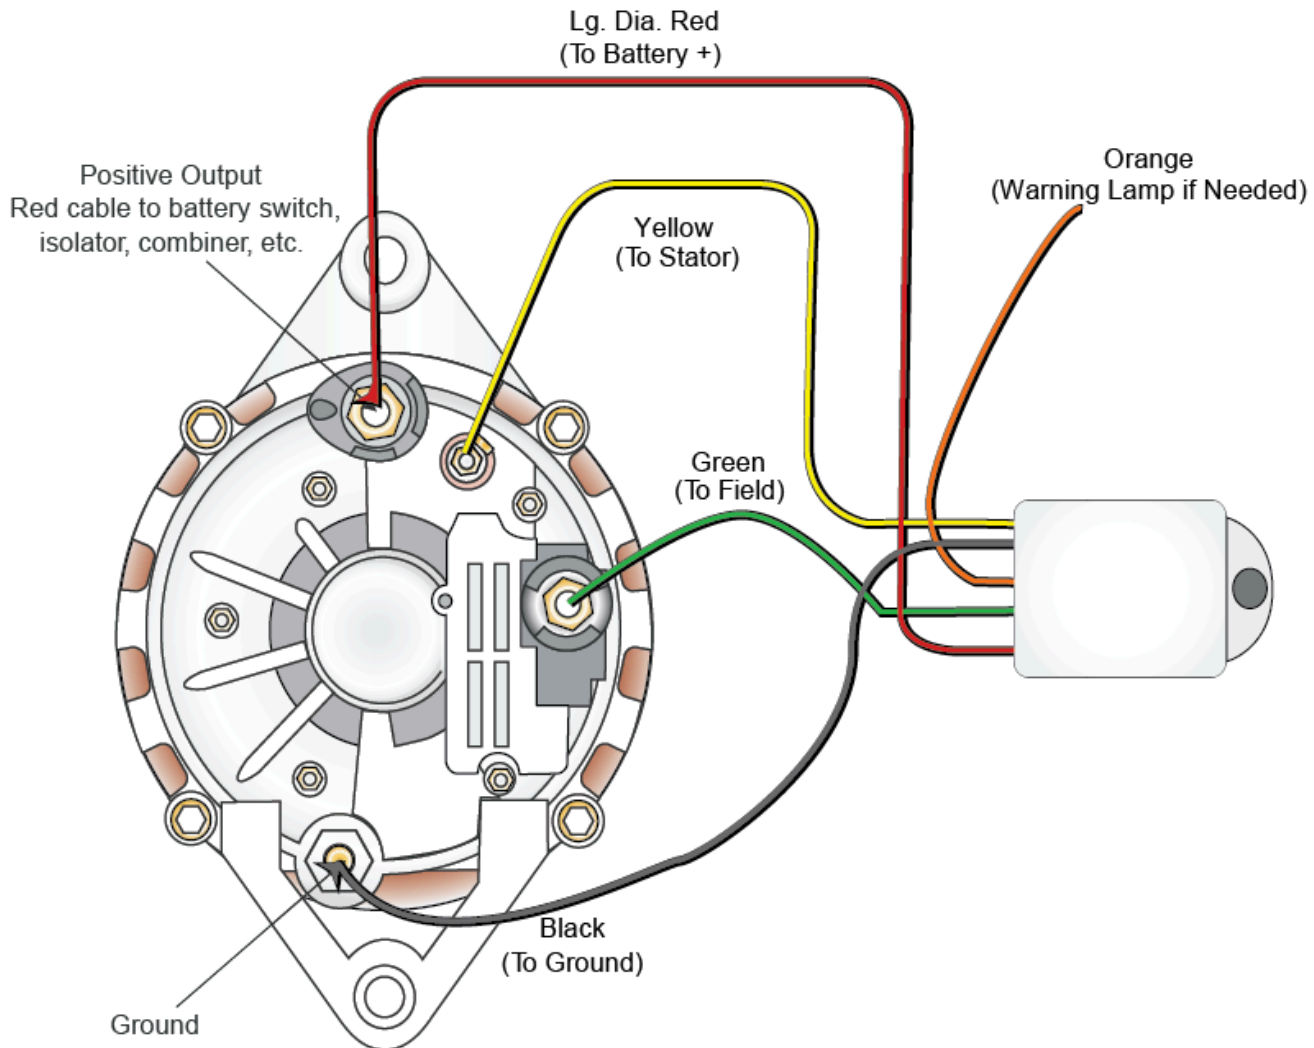 Lg. Dia. Red
(To Battery +)
Orange
(Warning Lamp if Needed)
Positive Output
Red cable to battery switch,
isolator, combiner, etc.
Yellow
(To Stator)
Green
(To Field)
Black
(To Ground)
Ground